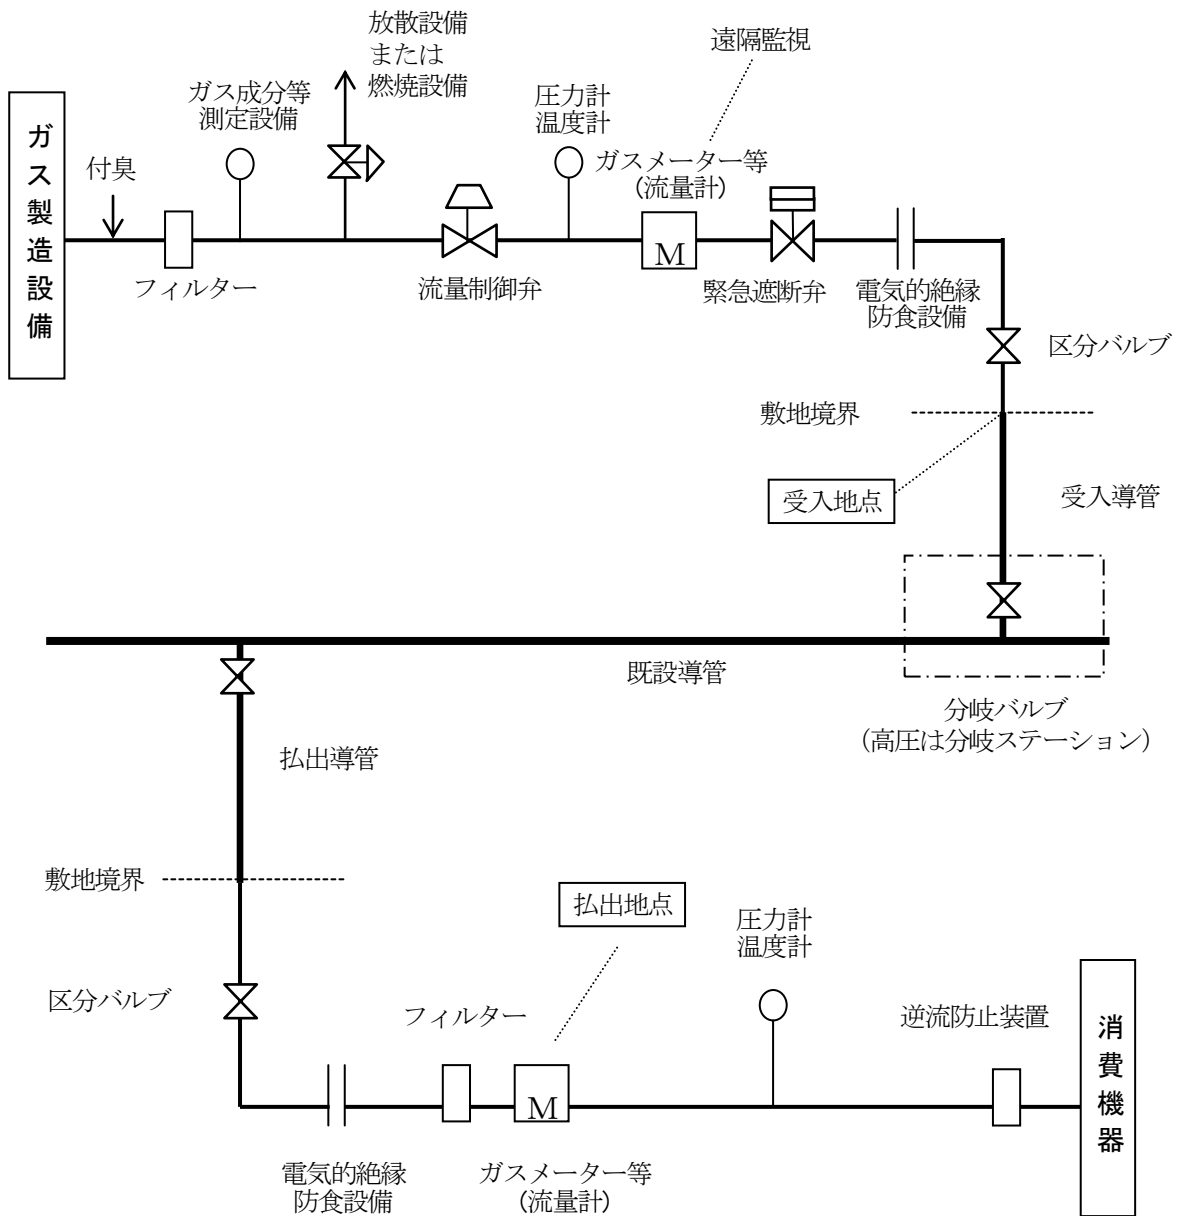 放散設備
または
燃焼設備
遠隔監視
ガス成分等
測定設備
圧力計
温度計
ガスメーター等
(流量計)
ガス製造設備
付臭
M
フィルター
流量制御弁
緊急遮断弁
電気的絶縁
防食設備
区分バルブ
敷地境界
受入地点
受入導管
既設導管
分岐バルブ
（高圧は分岐ステーション）
払出導管
敷地境界
払出地点
圧力計
温度計
区分バルブ
フィルター
逆流防止装置
消費機器
M
電気的絶縁
防食設備
ガスメーター等
(流量計)